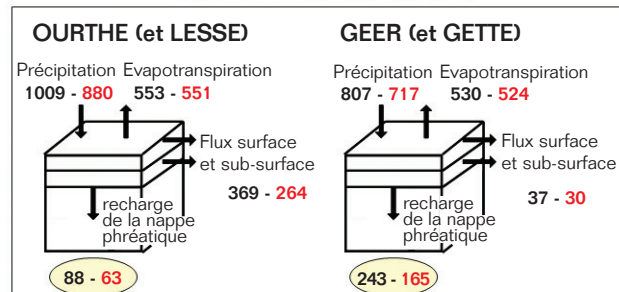 OURTHE (et LESSE)
Précipitation Evapotranspiration
1009 - 880 553 - 551
Flux surface
et sub-surface
369 - 264
recharge
de la nappe
phréatique
88 - 63
GEER (et GETTE)
Précipitation Evapotranspiration
807 - 717 530 - 524
Flux surface
et sub-surface
37 - 30
recharge
de la nappe
phréatique
243 - 165